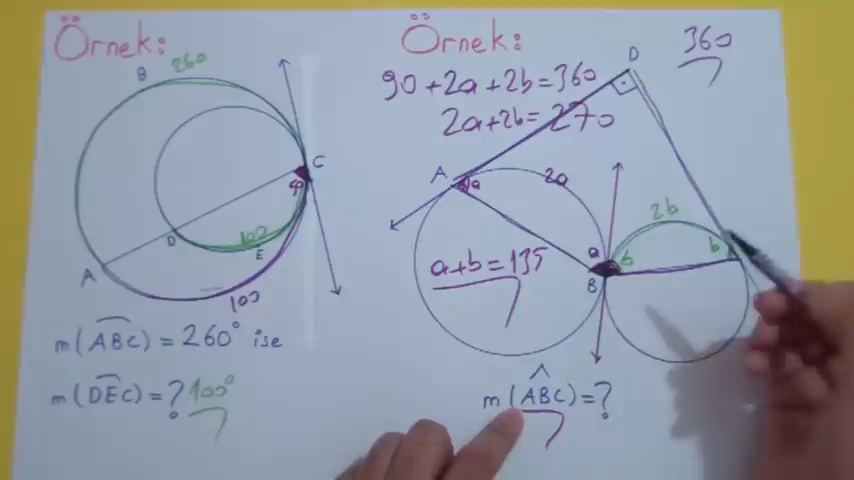 Örnek:
B
260
C
φ
D
100
E
A
100
m(ABC) = 260° ise
m(DEC) = ? 100°
Örnek:
360
D
90 + 2a + 2b = 360
2a + 2b = 270
A
a
2a
2b
a
b
b
B
a + b = 135
m(ABC) = ?